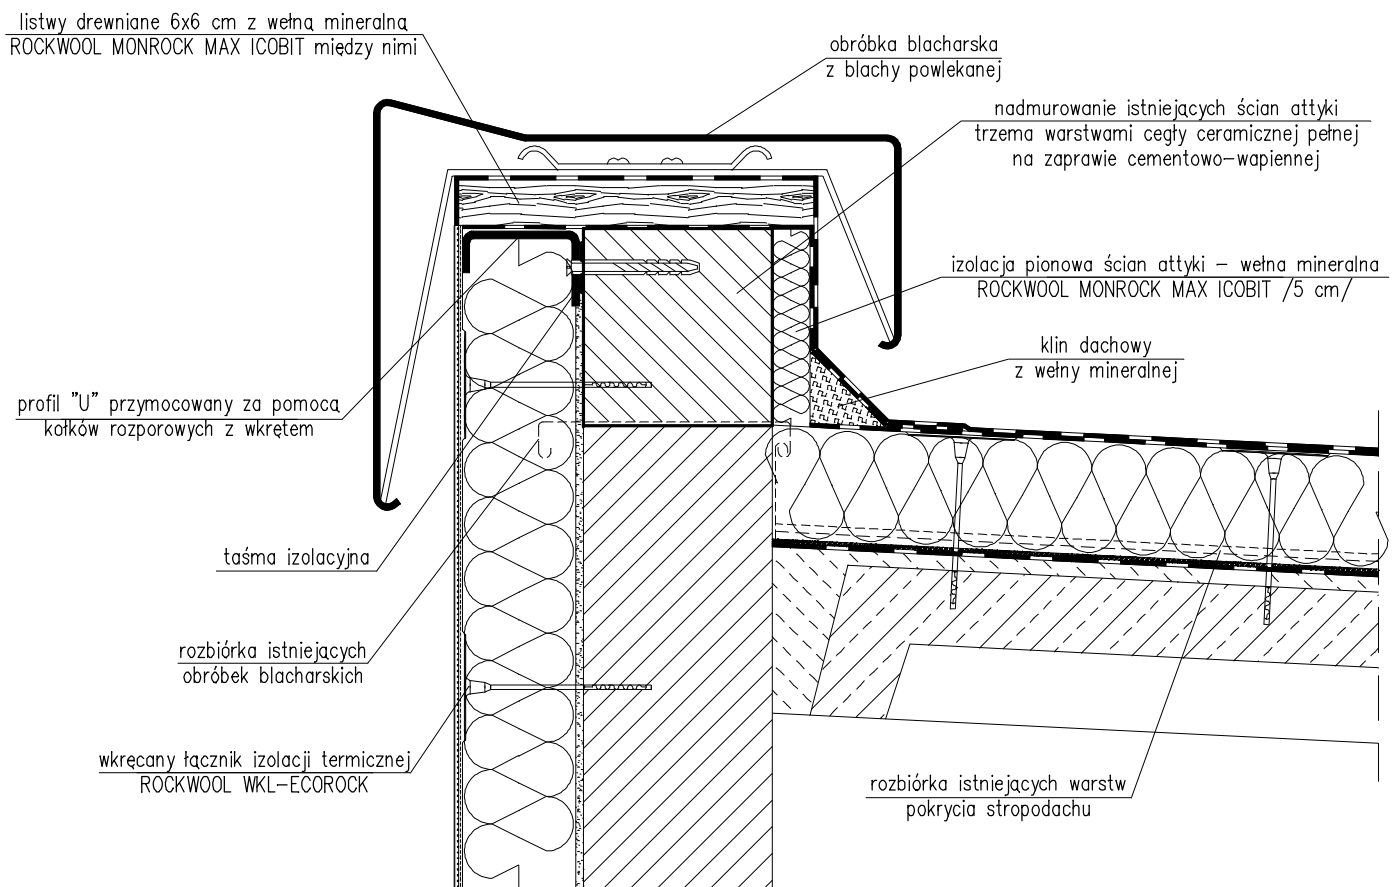 listwy drewniane 6x6 cm z wełną mineralną
ROCKWOOL MONROCK MAX ICOBIT między nimi
obróbka blacharska
z blachy powlekanej
nadmurowanie istniejących ścian attyki
trzema warstwami cegły ceramicznej pełnej
na zaprawie cementowo-wapiennej
izolacja pionowa ścian attyki - wełna mineralna
ROCKWOOL MONROCK MAX ICOBIT /5 cm/
klin dachowy
z wełny mineralnej
profil "U" przymocowany za pomocą
kołków rozporowych z wkrętem
taśma izolacyjna
rozbiórka istniejących
obróbek blacharskich
wkręcany łącznik izolacji termicznej
ROCKWOOL WKL-ECOROCK
rozbiórka istniejących warstw
pokrycia stropodachu